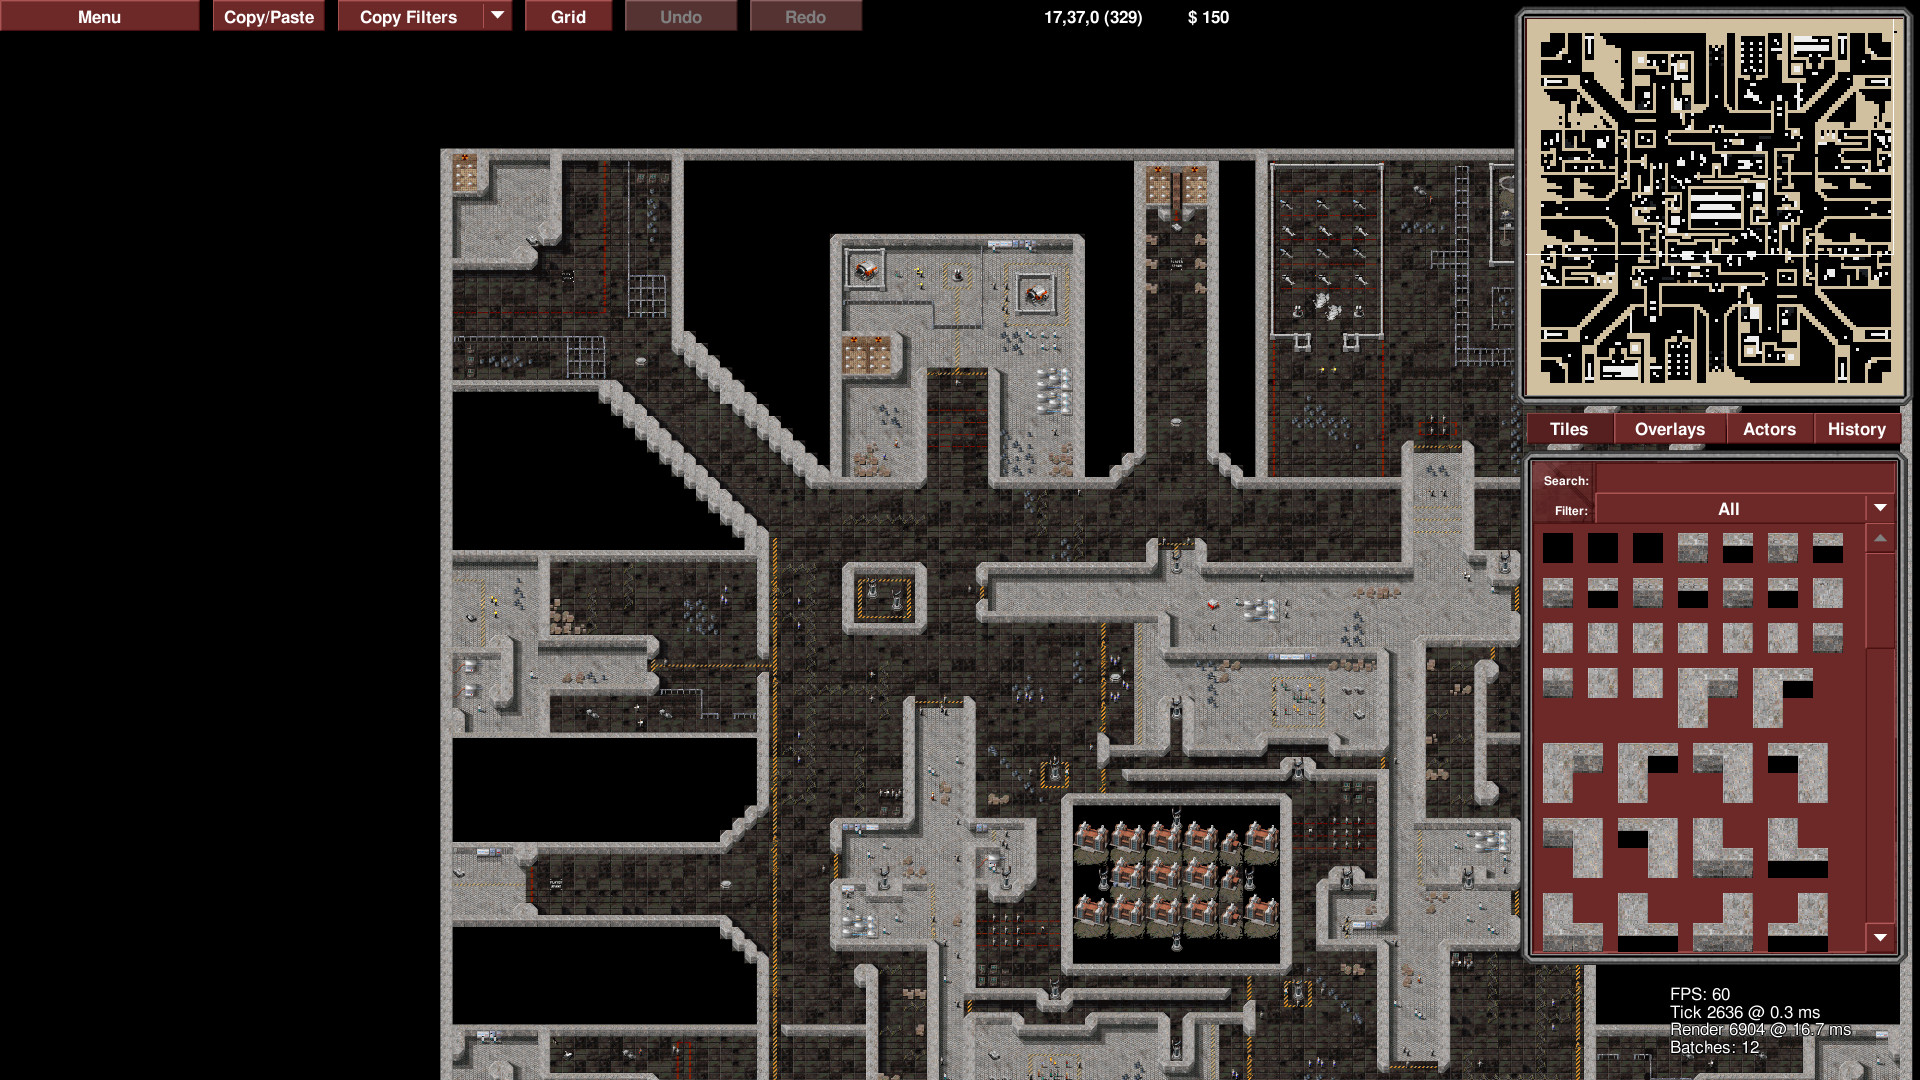 Menu
Copy/Paste
Copy Filters
Grid
Undo
Redo
17,37,0 (329)
$ 150
Tiles
Overlays
Actors
History
Search:
Filter:
All
FPS: 60
Tick 2636 @ 0.3 ms
Render 6904 @ 16.7 ms
Batches: 12